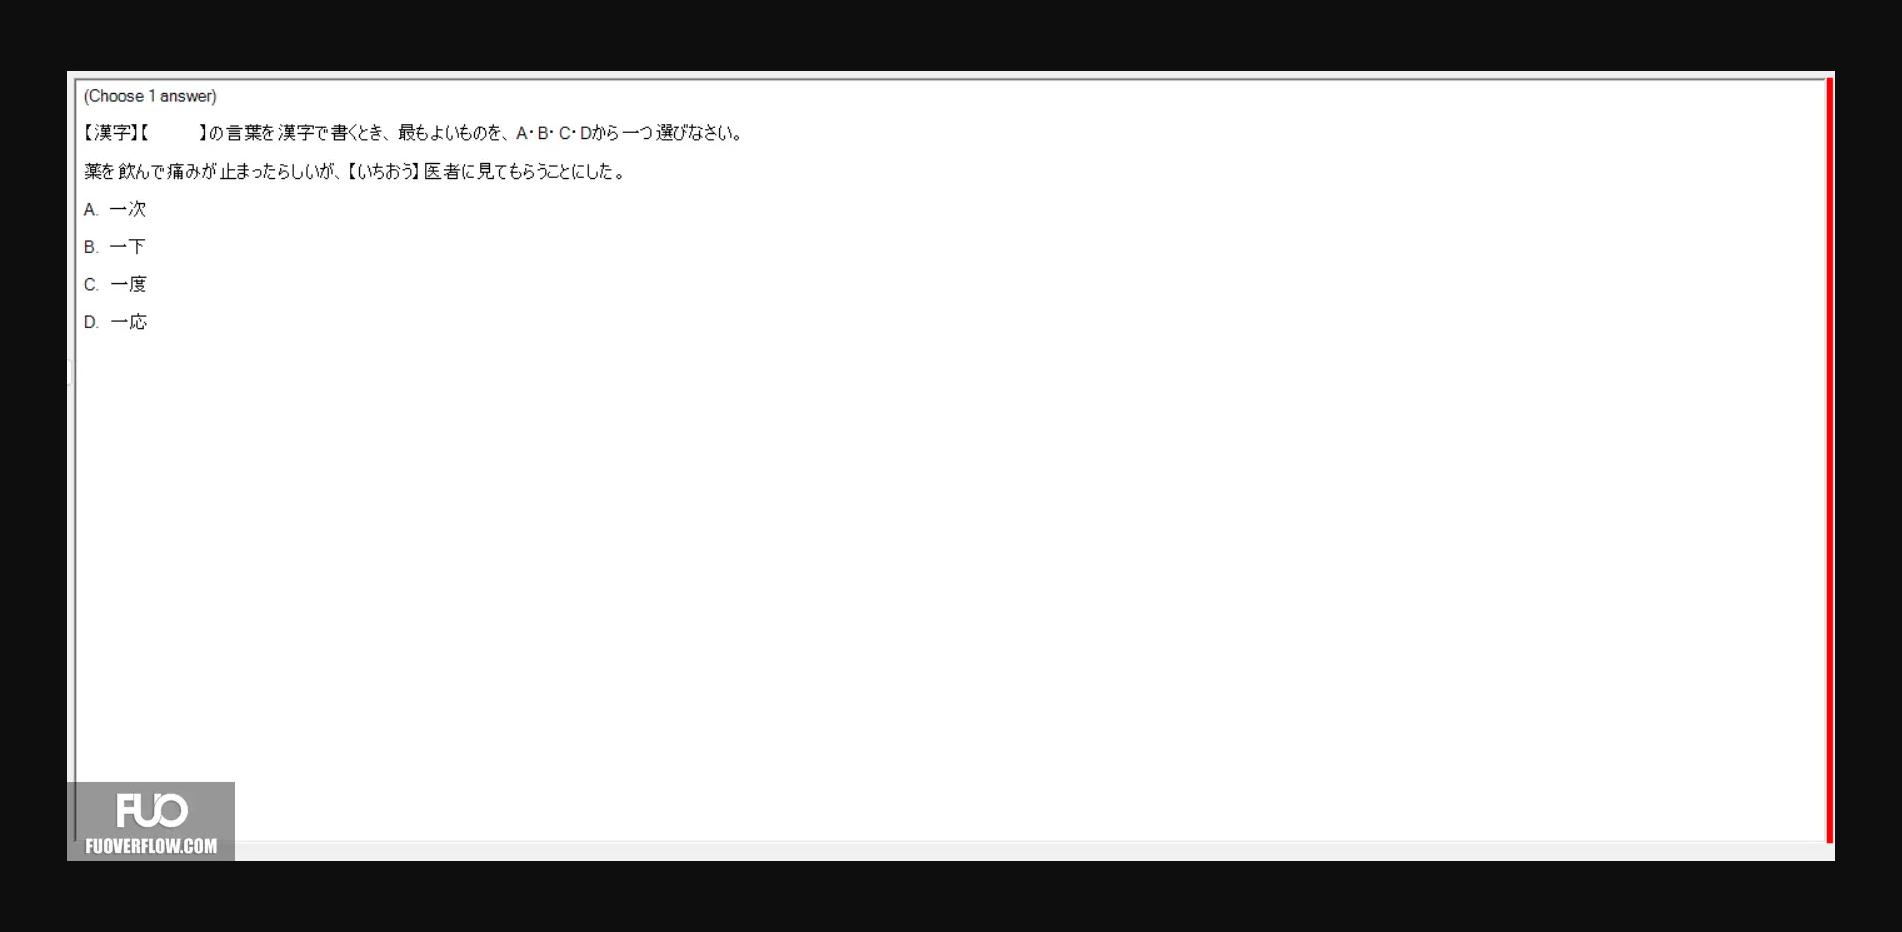 (Choose 1 answer)
【漢字】【　　】の言葉を漢字で書くとき、最もよいものを、A・B・C・Dから一つ選びなさい。
薬を飲んで痛みが止まったらしいが、【いちおう】医者に見てもらうことにした。
A. 一次
B. 一下
C. 一度
D. 一応
FUO
FUOVERFLOW.COM